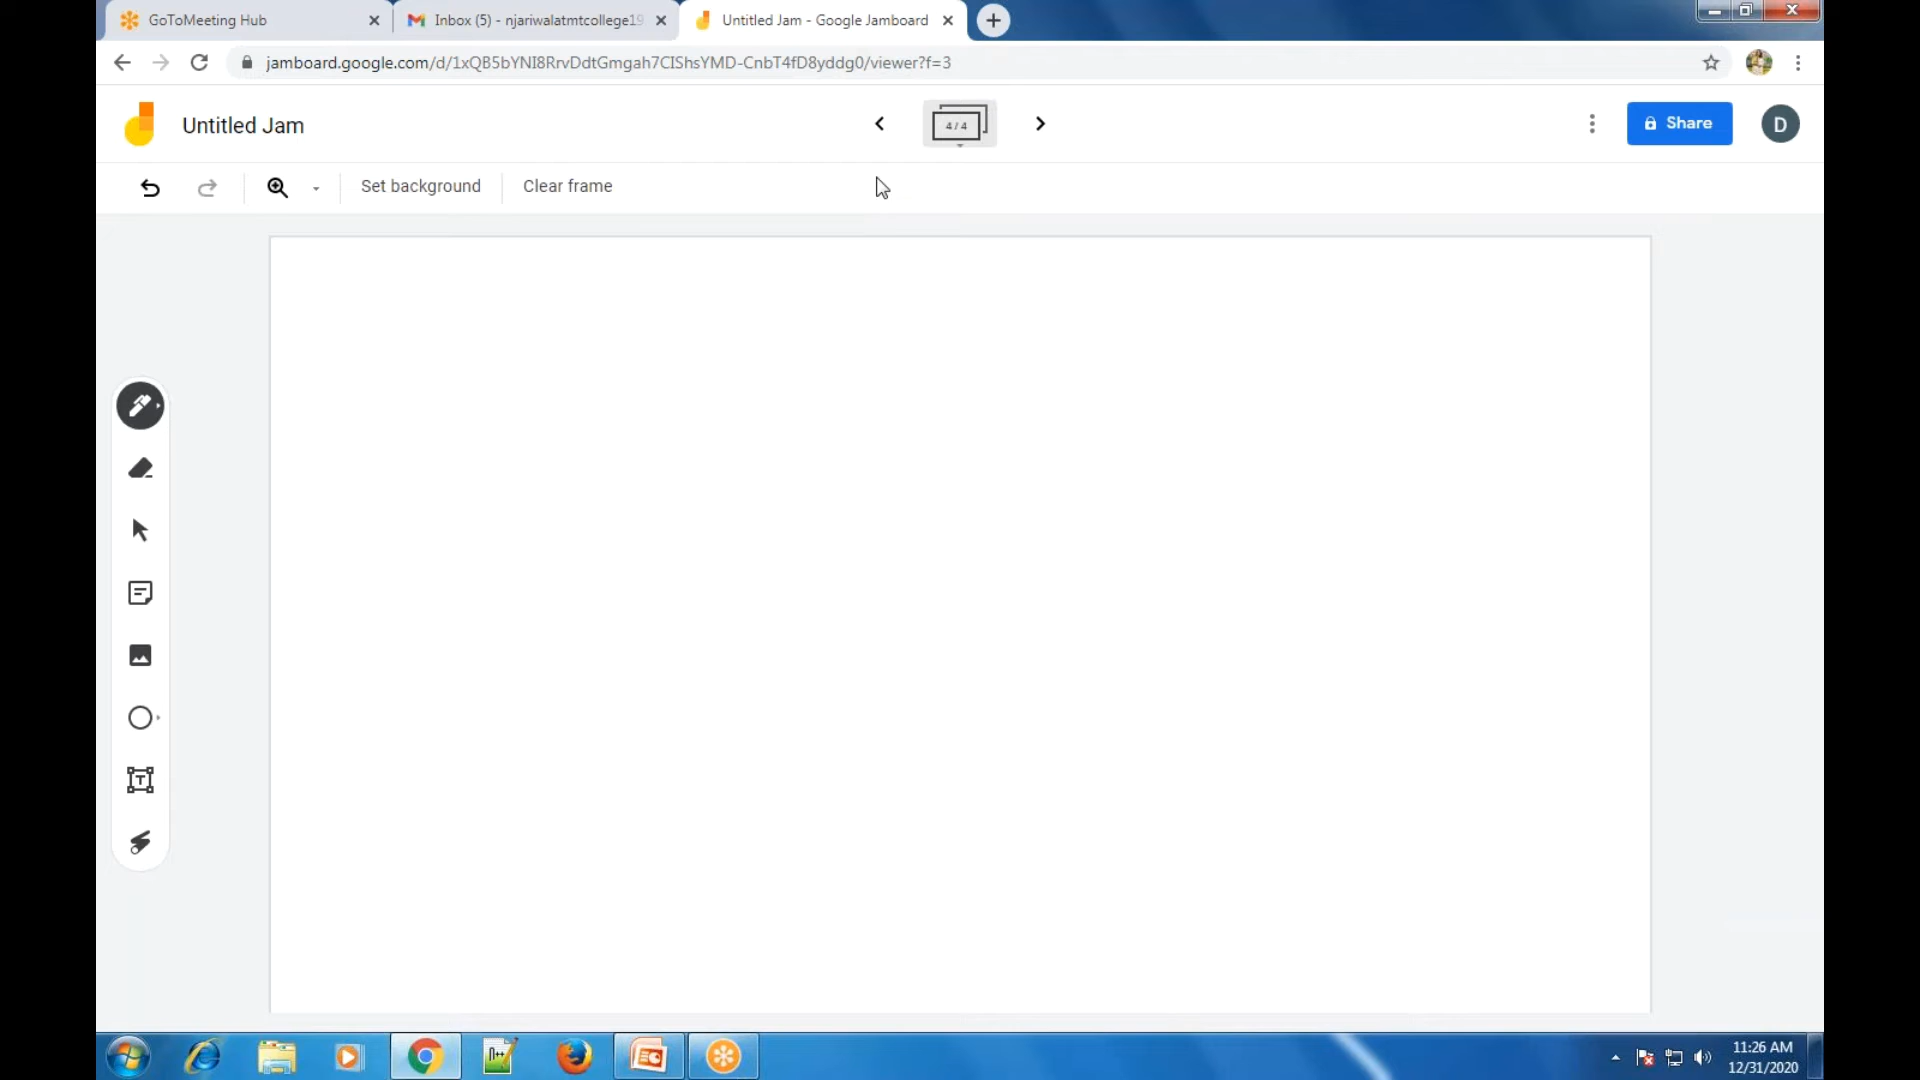 GoToMeeting Hub
Inbox (5) - njariwalatmtcollege19
Untitled Jam - Google Jamboard
jamboard.google.com/d/1xQB5bYNI8RrvDdtGmgah7CIShsYMD-CnbT4fD8yddg0/viewer?f=3
Untitled Jam
4 / 4
Share
D
Set background
Clear frame
11:26 AM
12/31/2020